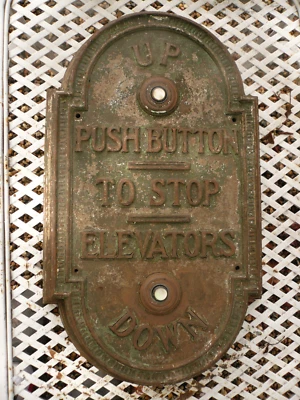 UP
PUSH BUTTON
TO STOP
ELEVATORS
DOWN